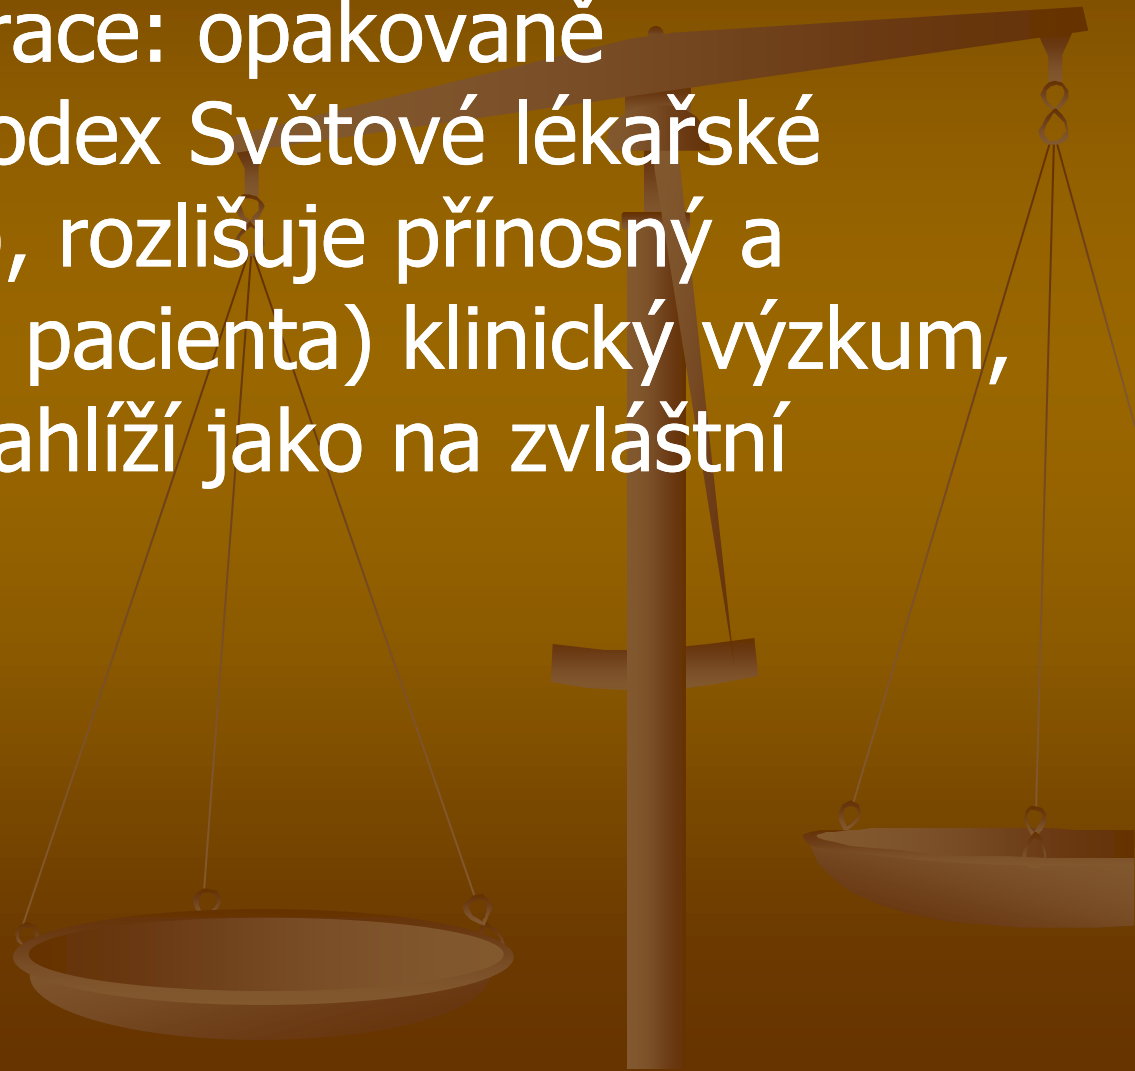 race: opakovaně
odex Světové lékařské
, rozlišuje přínosný a
pacienta) klinický výzkum,
ahlíží jako na zvláštní